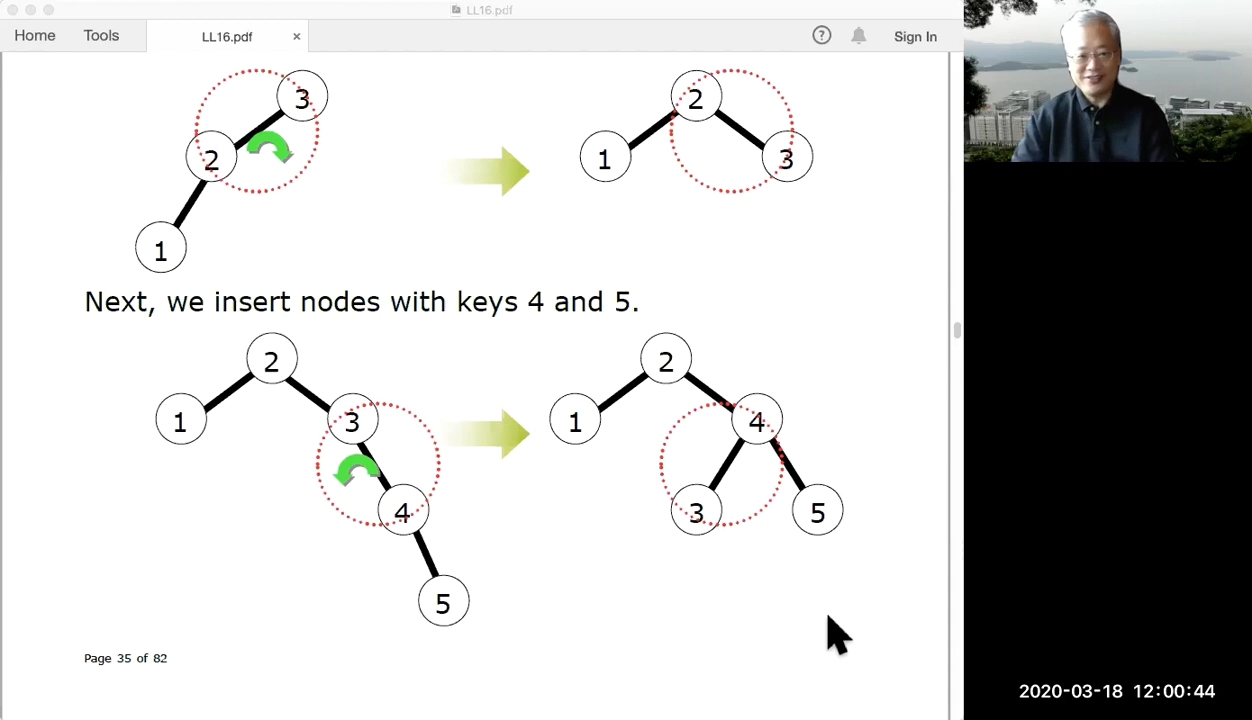 LL16.pdf
Home Tools LL16.pdf × ? Sign In
3 2
2 1 3
1
Next, we insert nodes with keys 4 and 5.
2 2
1 3 1 4
4 3 5
5
Page 35 of 82
2020-03-18 12:00:44